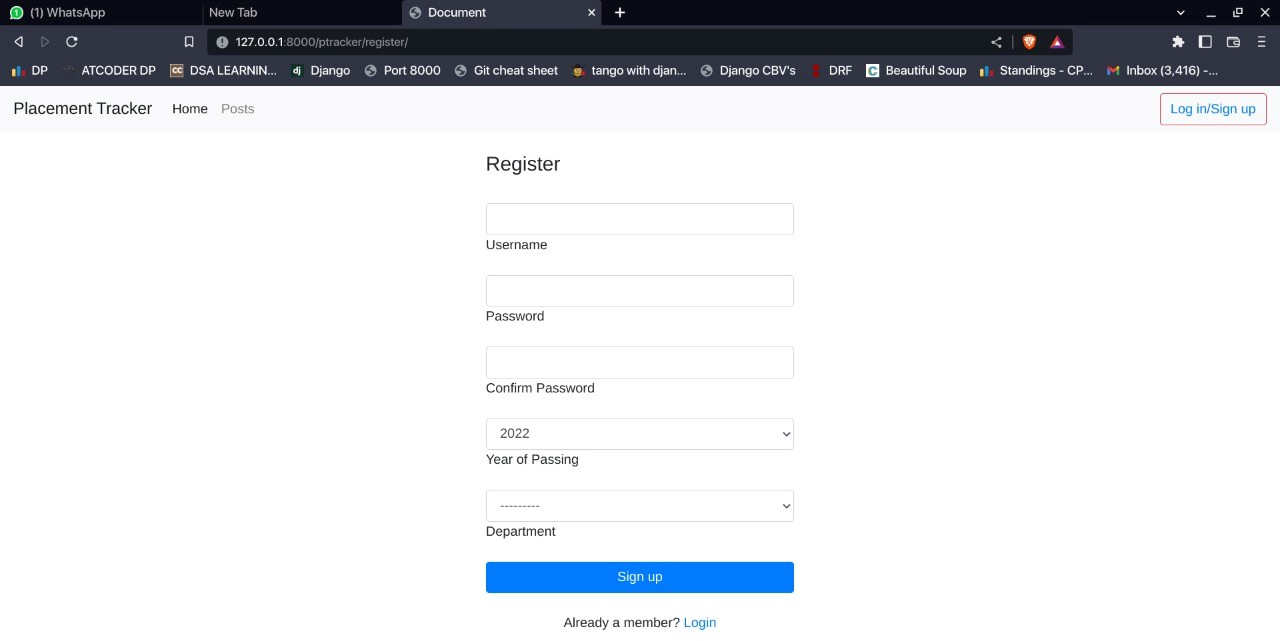 (1) WhatsApp New Tab Document
127.0.0.1:8000/ptracker/register/
DP ATCODER DP DSA LEARNIN... Django Port 8000 Git cheat sheet tango with djan... Django CBV's DRF Beautiful Soup Standings - CP... Inbox (3,416) -...
Placement Tracker Home Posts Log in/Sign up
Register
Username
Password
Confirm Password
2022
Year of Passing
---------
Department
Sign up
Already a member? Login